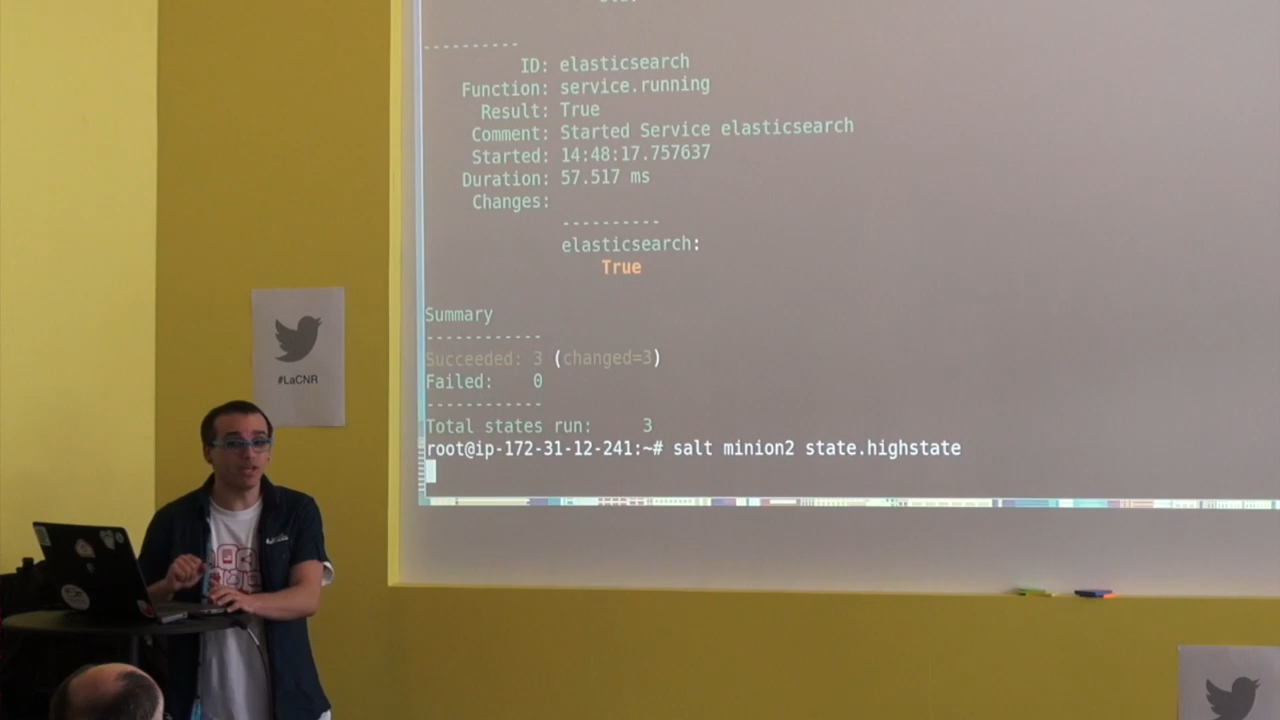 ----------
ID: elasticsearch
Function: service.running
Result: True
Comment: Started Service elasticsearch
Started: 14:48:17.757637
Duration: 57.517 ms
Changes:
----------
elasticsearch:
True
Summary
------------
Succeeded: 3 (changed=3)
Failed: 0
------------
Total states run: 3
root@ip-172-31-12-241:~# salt minion2 state.highstate
#LaCNR